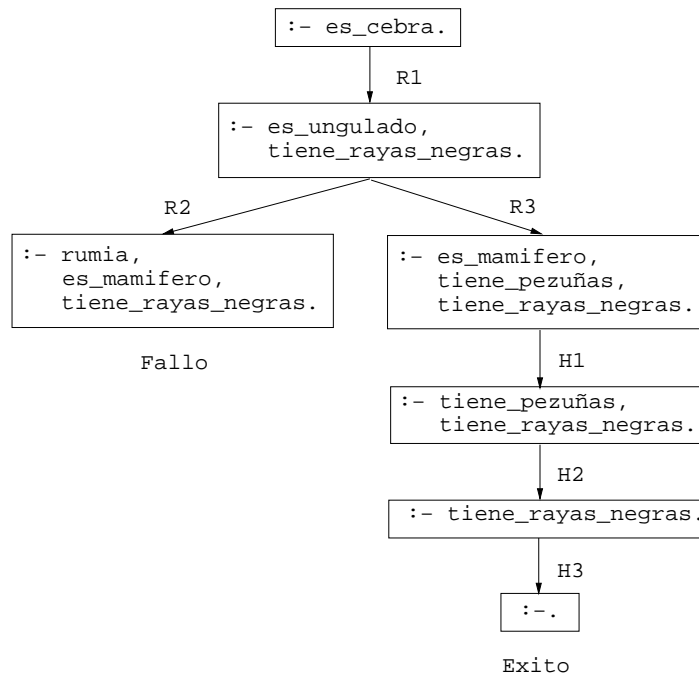 :- es_cebra.
R1
:- es_ungulado,
tiene_rayas_negras.
R2
R3
:- rumia,
es_mamifero,
tiene_rayas_negras.
Fallo
:- es_mamifero,
tiene_pezuñas,
tiene_rayas_negras.
H1
:- tiene_pezuñas,
tiene_rayas_negras.
H2
:- tiene_rayas_negras.
H3
:-.
Exito